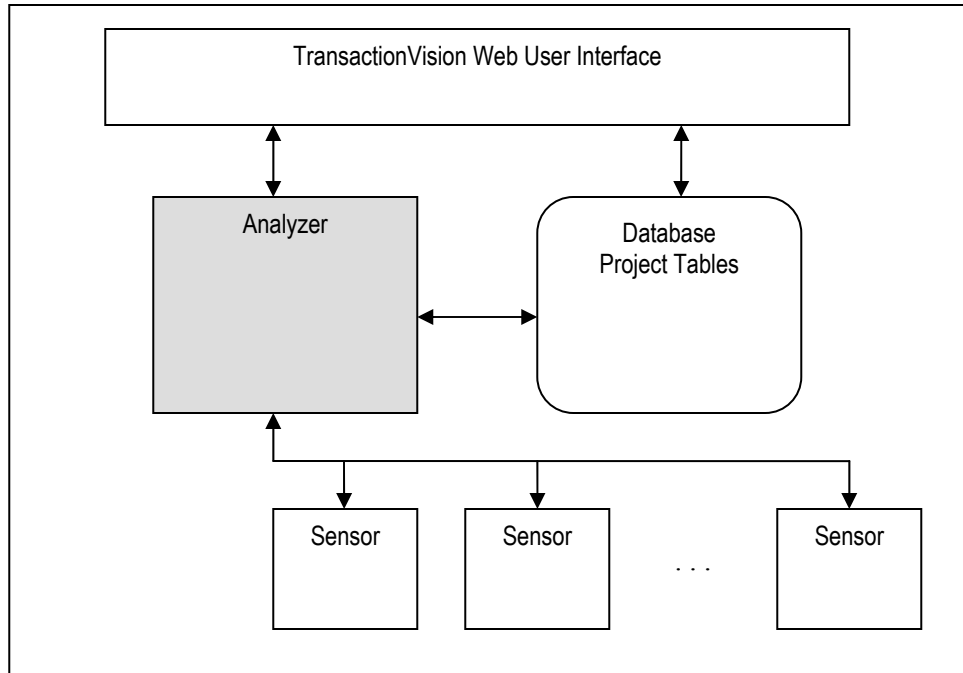 TransactionVision Web User Interface
Analyzer
Database
Project Tables
Sensor
Sensor
. . .
Sensor